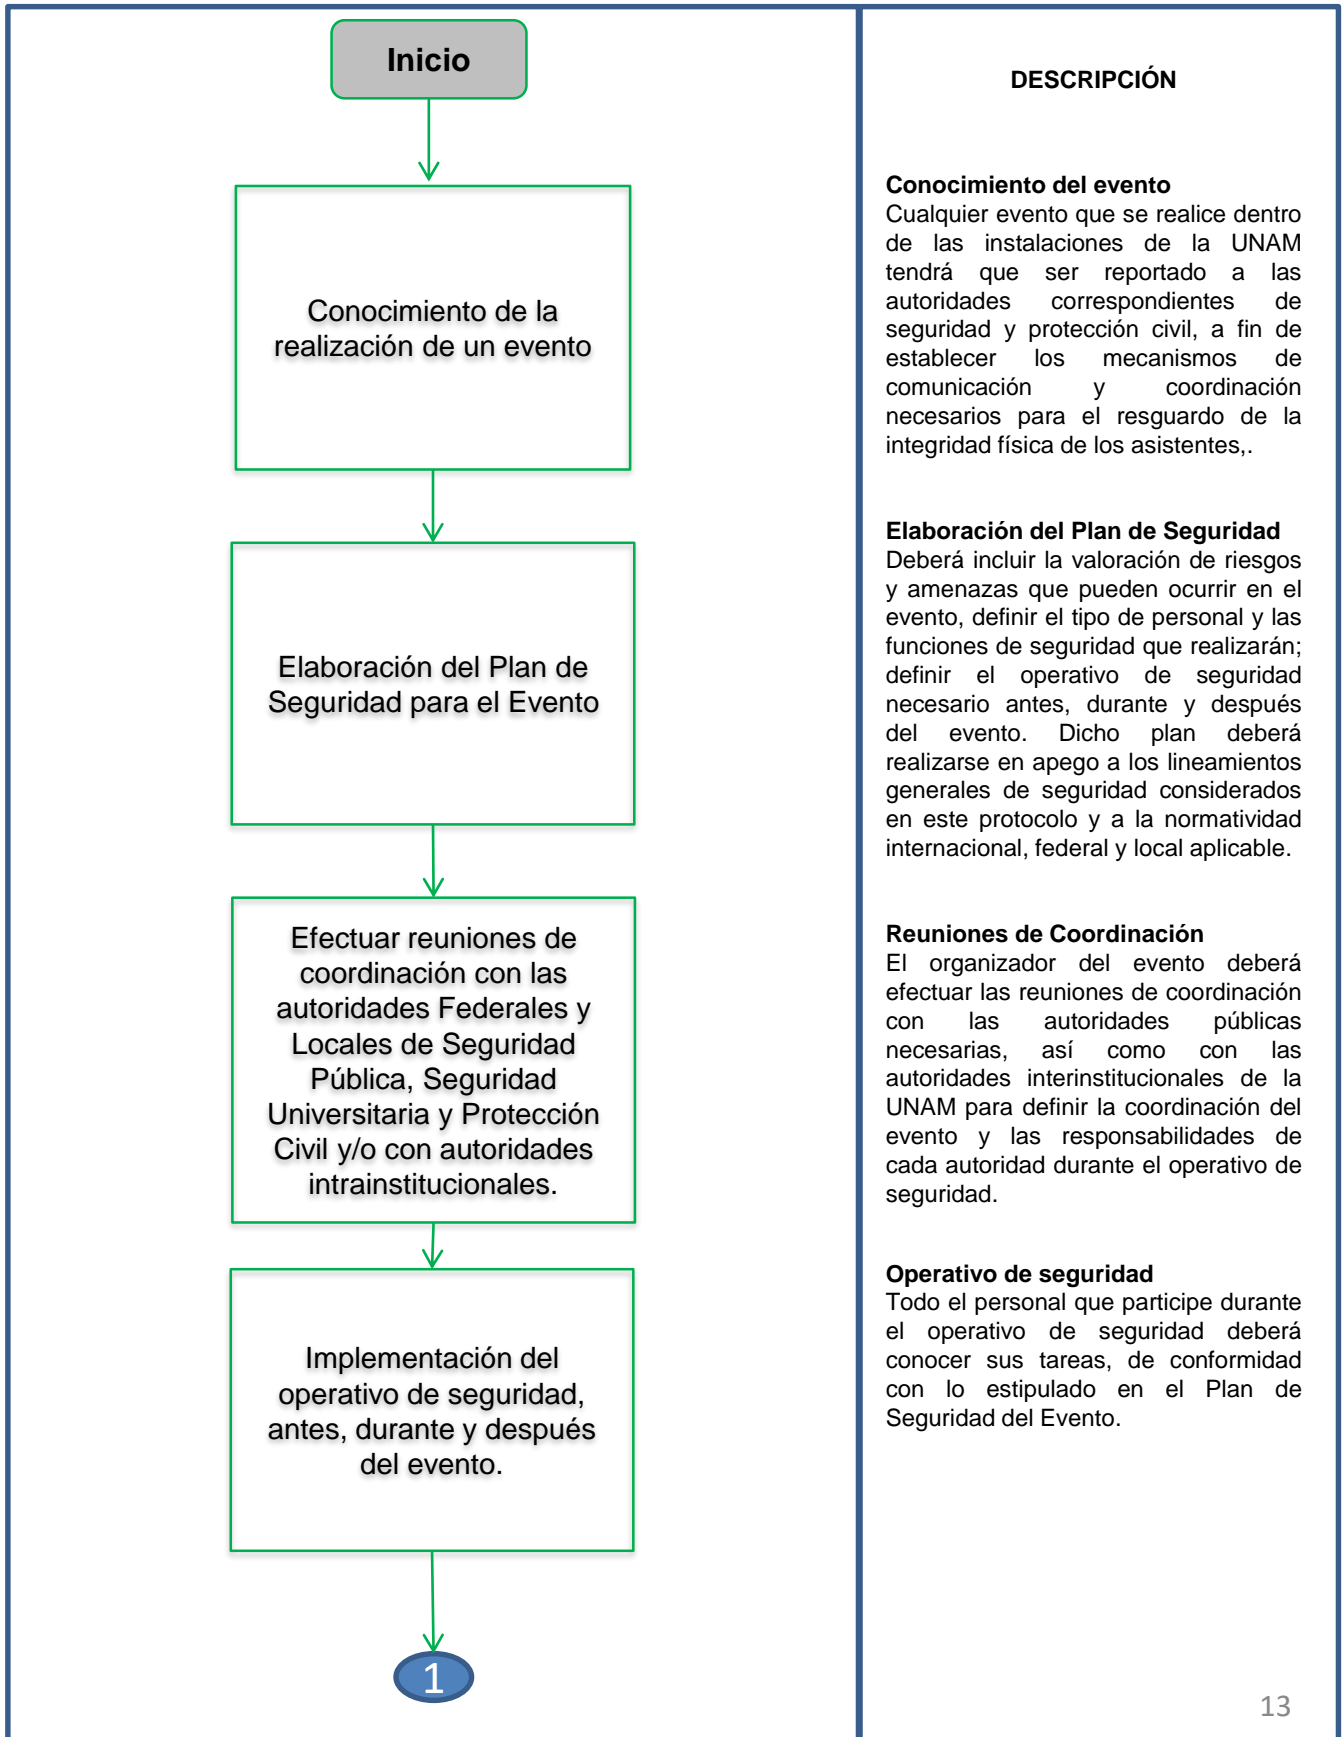 Inicio
Conocimiento de la
realización de un evento
Elaboración del Plan de
Seguridad para el Evento
Efectuar reuniones de
coordinación con las
autoridades Federales y
Locales de Seguridad
Pública, Seguridad
Universitaria y Protección
Civil y/o con autoridades
intrainstitucionales.
Implementación del
operativo de seguridad,
antes, durante y después
del evento.
1
DESCRIPCIÓN
Conocimiento del evento
Cualquier evento que se realice dentro
de las instalaciones de la UNAM
tendrá que ser reportado a las
autoridades correspondientes de
seguridad y protección civil, a fin de
establecer los mecanismos de
comunicación y coordinación
necesarios para el resguardo de la
integridad física de los asistentes,.
Elaboración del Plan de Seguridad
Deberá incluir la valoración de riesgos
y amenazas que pueden ocurrir en el
evento, definir el tipo de personal y las
funciones de seguridad que realizarán;
definir el operativo de seguridad
necesario antes, durante y después
del evento. Dicho plan deberá
realizarse en apego a los lineamientos
generales de seguridad considerados
en este protocolo y a la normatividad
internacional, federal y local aplicable.
Reuniones de Coordinación
El organizador del evento deberá
efectuar las reuniones de coordinación
con las autoridades públicas
necesarias, así como con las
autoridades interinstitucionales de la
UNAM para definir la coordinación del
evento y las responsabilidades de
cada autoridad durante el operativo de
seguridad.
Operativo de seguridad
Todo el personal que participe durante
el operativo de seguridad deberá
conocer sus tareas, de conformidad
con lo estipulado en el Plan de
Seguridad del Evento.
13